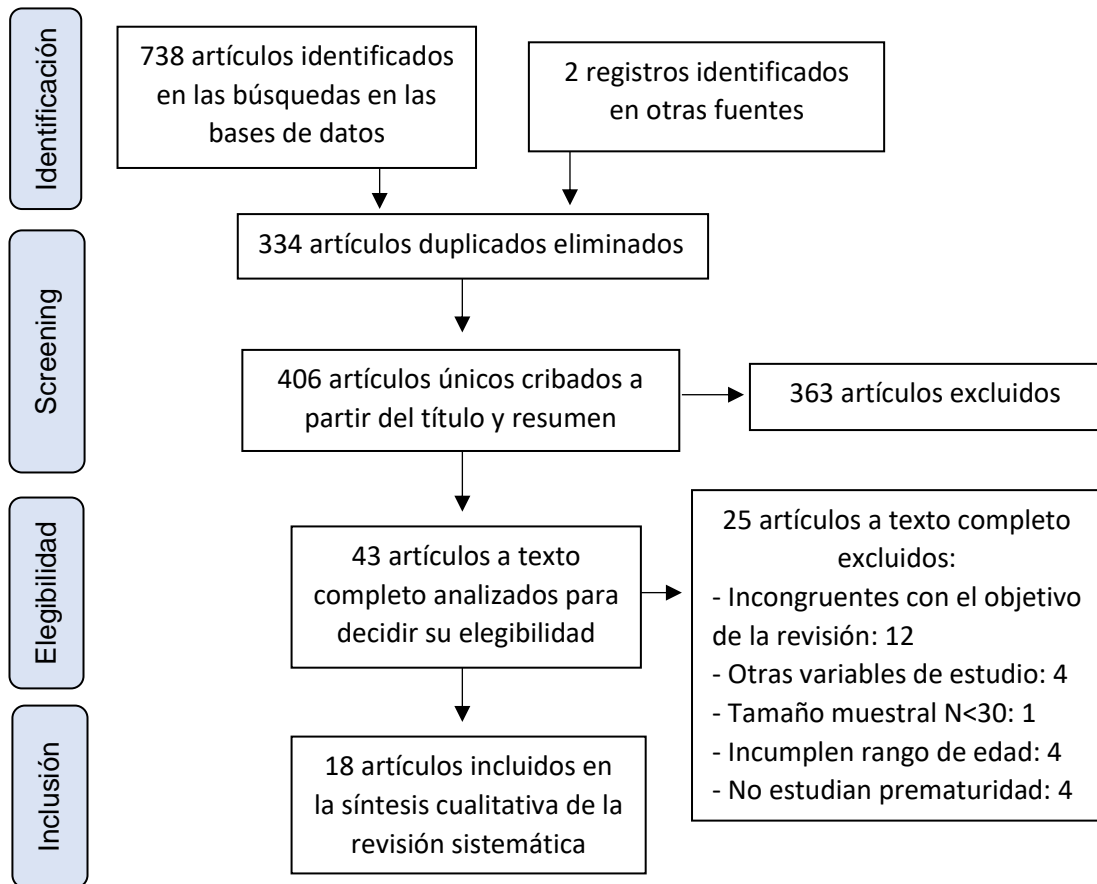 Identificación
738 artículos identificados
en las búsquedas en las
bases de datos
2 registros identificados
en otras fuentes
Screening
334 artículos duplicados eliminados
406 artículos únicos cribados a
partir del título y resumen
363 artículos excluidos
Elegibilidad
43 artículos a texto
completo analizados para
decidir su elegibilidad
25 artículos a texto completo
excluidos:
- Incongruentes con el objetivo
de la revisión: 12
- Otras variables de estudio: 4
- Tamaño muestral N<30: 1
- Incumplen rango de edad: 4
- No estudian prematuridad: 4
Inclusión
18 artículos incluidos en
la síntesis cualitativa de la
revisión sistemática